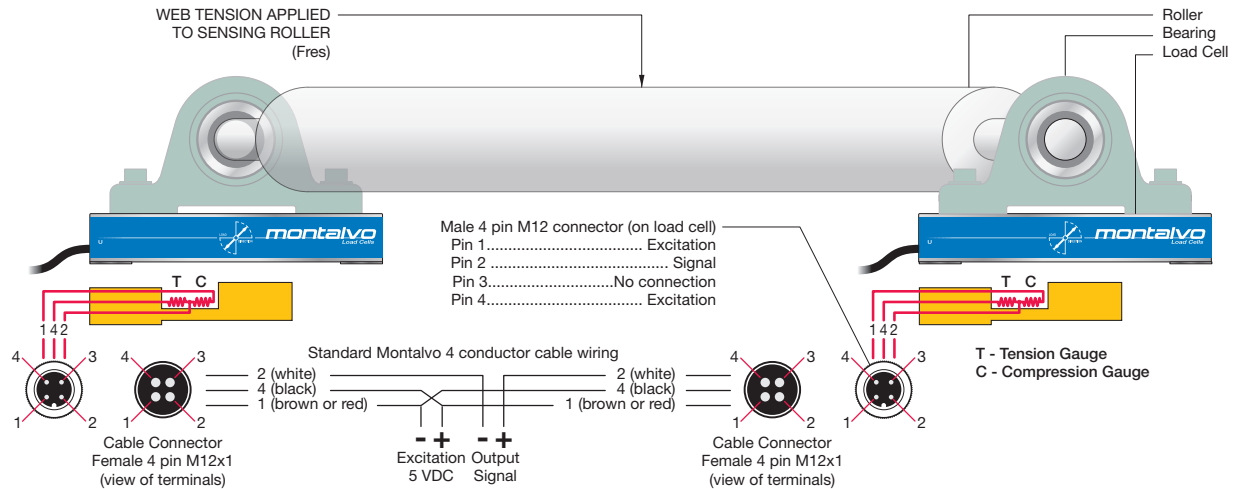 WEB TENSION APPLIED
TO SENSING ROLLER
(Fres)
Roller
Bearing
Load Cell
U
montalvo
Load Cells
U
montalvo
Load Cells
Male 4 pin M12 connector (on load cell)
Pin 1.............................. Excitation
Pin 2 .................................. Signal
Pin 3.......................No connection
Pin 4.............................. Excitation
T C
1 4 2
T C
1 4 2
T - Tension Gauge
C - Compression Gauge
4 3
1 2
4 3
1 2
Standard Montalvo 4 conductor cable wiring
2 (white)
4 (black)
1 (brown or red)
2 (white)
4 (black)
1 (brown or red)
4 3
1 2
4 3
1 2
- + - +
Excitation
5 VDC
Output
Signal
Cable Connector
Female 4 pin M12x1
(view of terminals)
Cable Connector
Female 4 pin M12x1
(view of terminals)